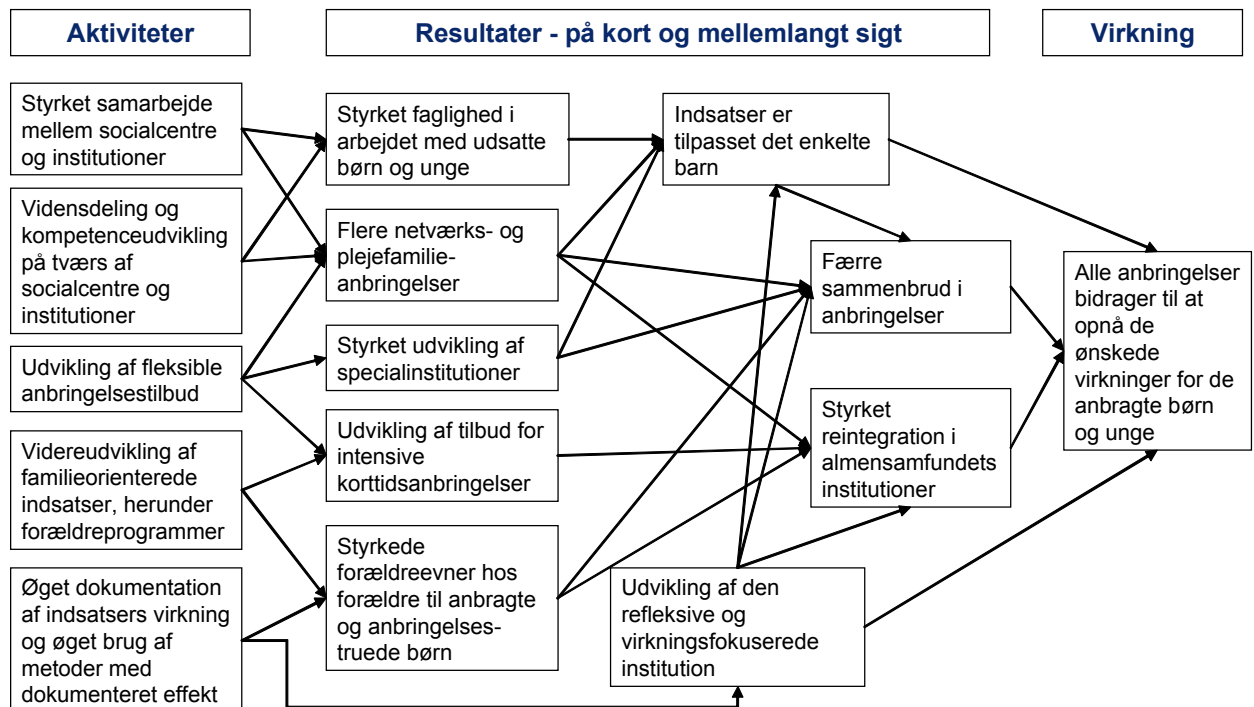 Aktiviteter
Resultater - på kort og mellemlangt sigt
Virkning
Styrket samarbejde
mellem socialcentre
og institutioner
Vidensdeling og
kompetenceudvikling
på tværs af
socialcentre og
institutioner
Udvikling af fleksible
anbringelsestilbud
Videreudvikling af
familieorienterede
indsatser, herunder
forældreprogrammer
Øget dokumentation
af indsatsers virkning
og øget brug af
metoder med
dokumenteret effekt
Styrket faglighed i
arbejdet med udsatte
børn og unge
Flere netværks- og
plejefamilie-
anbringelser
Styrket udvikling af
specialinstitutioner
Udvikling af tilbud for
intensive
korttidsanbringelser
Styrkede
forældreevner hos
forældre til anbragte
og anbringelses-
truede børn
Indsatser er
tilpasset det enkelte
barn
Færre
sammenbrud i
anbringelser
Styrket
reintegration i
almensamfundets
institutioner
Udvikling af den
refleksive og
virkningsfokuserede
institution
Alle anbringelser
bidrager til at
opnå de
ønskede
virkninger for de
anbragte børn
og unge